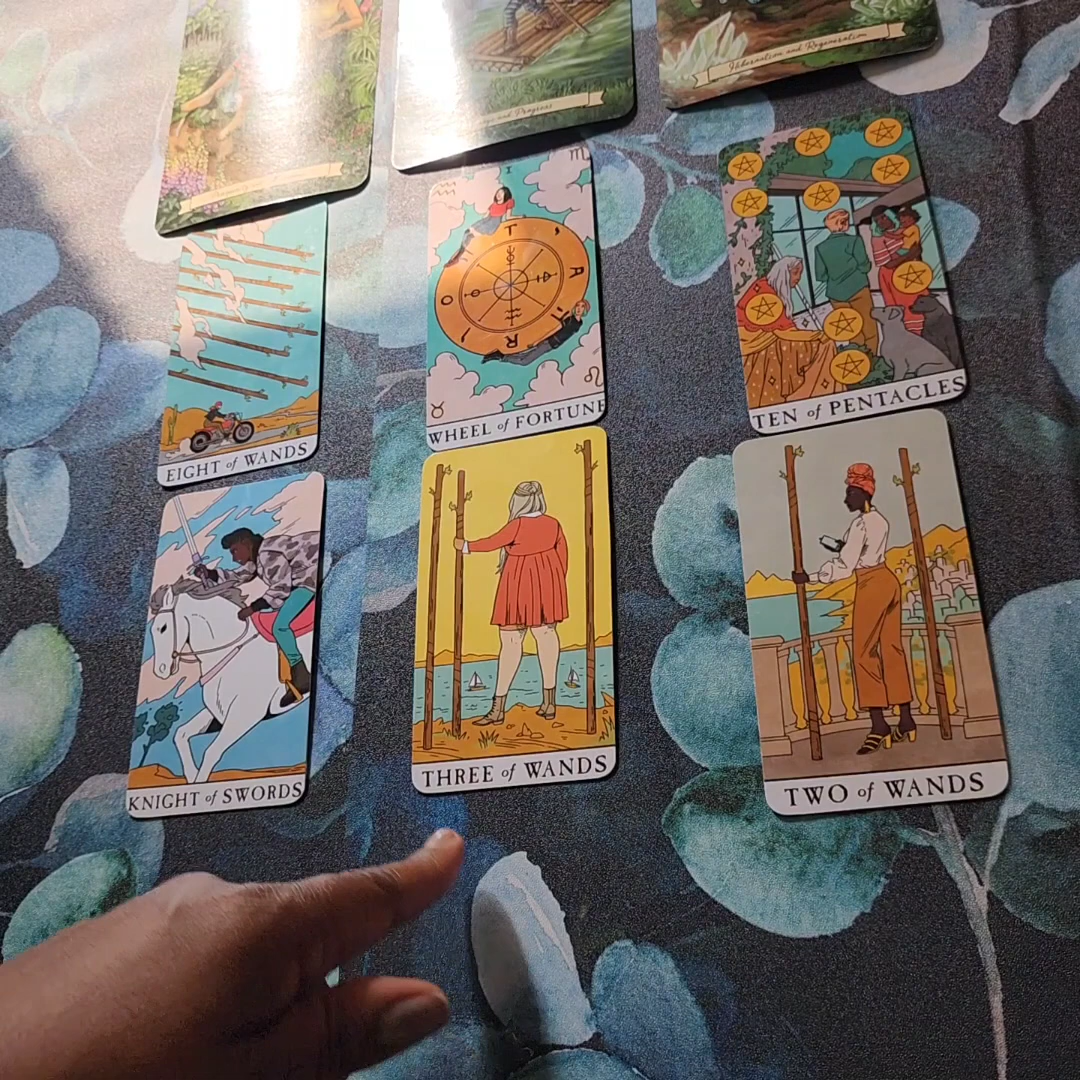 and Progress
Hibernation and Regeneration
WHEEL of FORTUNE
TEN of PENTACLES
EIGHT of WANDS
KNIGHT of SWORDS
THREE of WANDS
TWO of WANDS